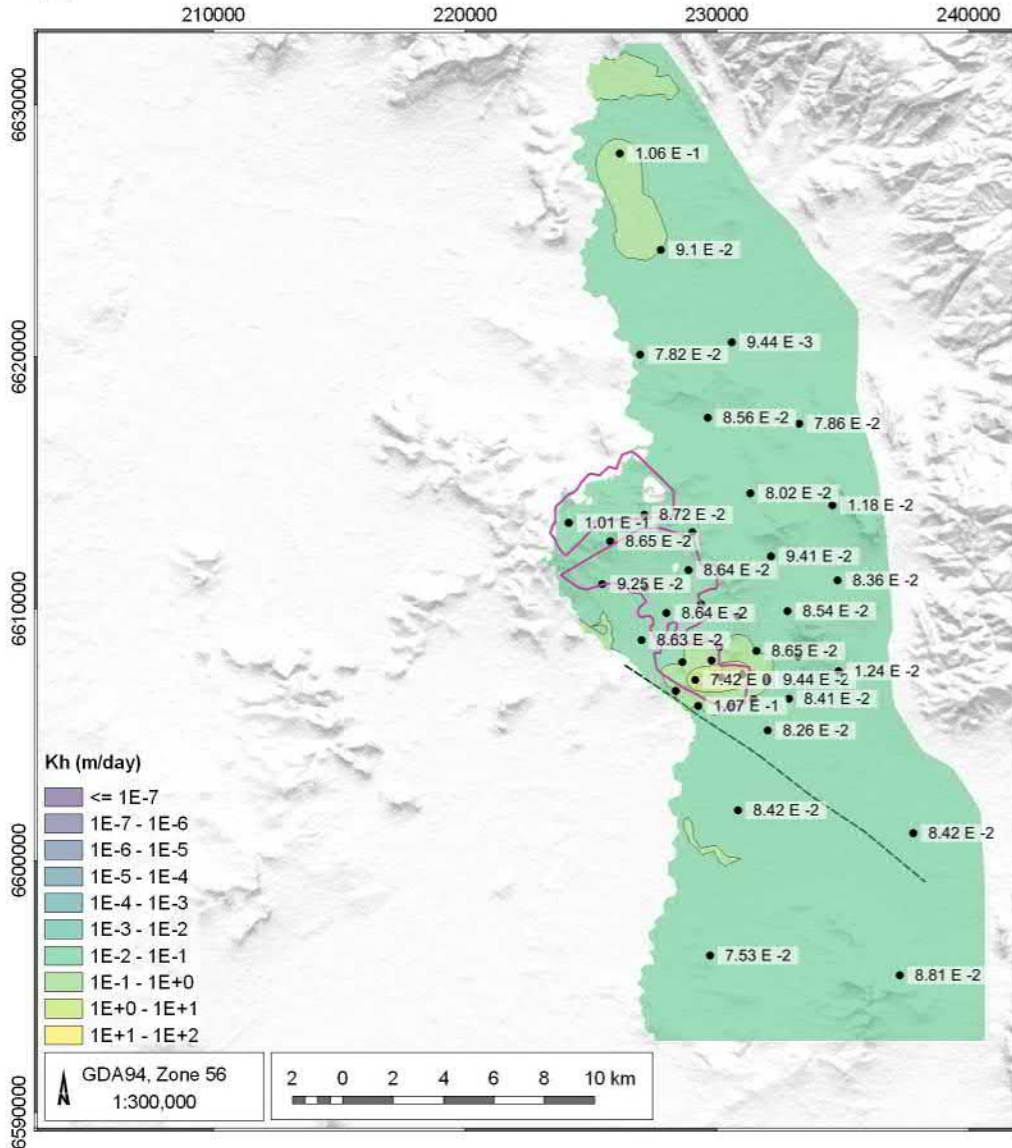 210000 220000 230000 240000
6630000
6620000
6610000
6600000
6590000
1.06 E -1
9.1 E -2
9.44 E -3
7.82 E -2
8.56 E -2
7.86 E -2
8.02 E -2
1.18 E -2
8.72 E -2
1.01 E -1
8.65 E -2
9.41 E -2
8.64 E -2
8.36 E -2
9.25 E -2
8.54 E -2
8.64 E -2
8.63 E -2
8.65 E -2
1.24 E -2
7.42 E 0
9.44 E -2
8.41 E -2
1.07 E -1
8.26 E -2
8.42 E -2
8.42 E -2
7.53 E -2
8.81 E -2
Kh (m/day)
<= 1E-7
1E-7 - 1E-6
1E-6 - 1E-5
1E-5 - 1E-4
1E-4 - 1E-3
1E-3 - 1E-2
1E-2 - 1E-1
1E-1 - 1E+0
1E+0 - 1E+1
1E+1 - 1E+2
GDA94, Zone 56
1:300,000
2 0 2 4 6 8 10 km